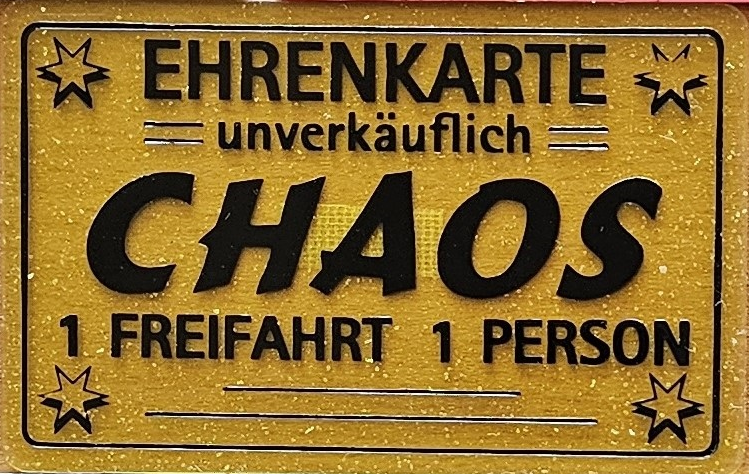 EHRENKARTE
unverkäuflich
CHAOS
1 FREIFAHRT 1 PERSON